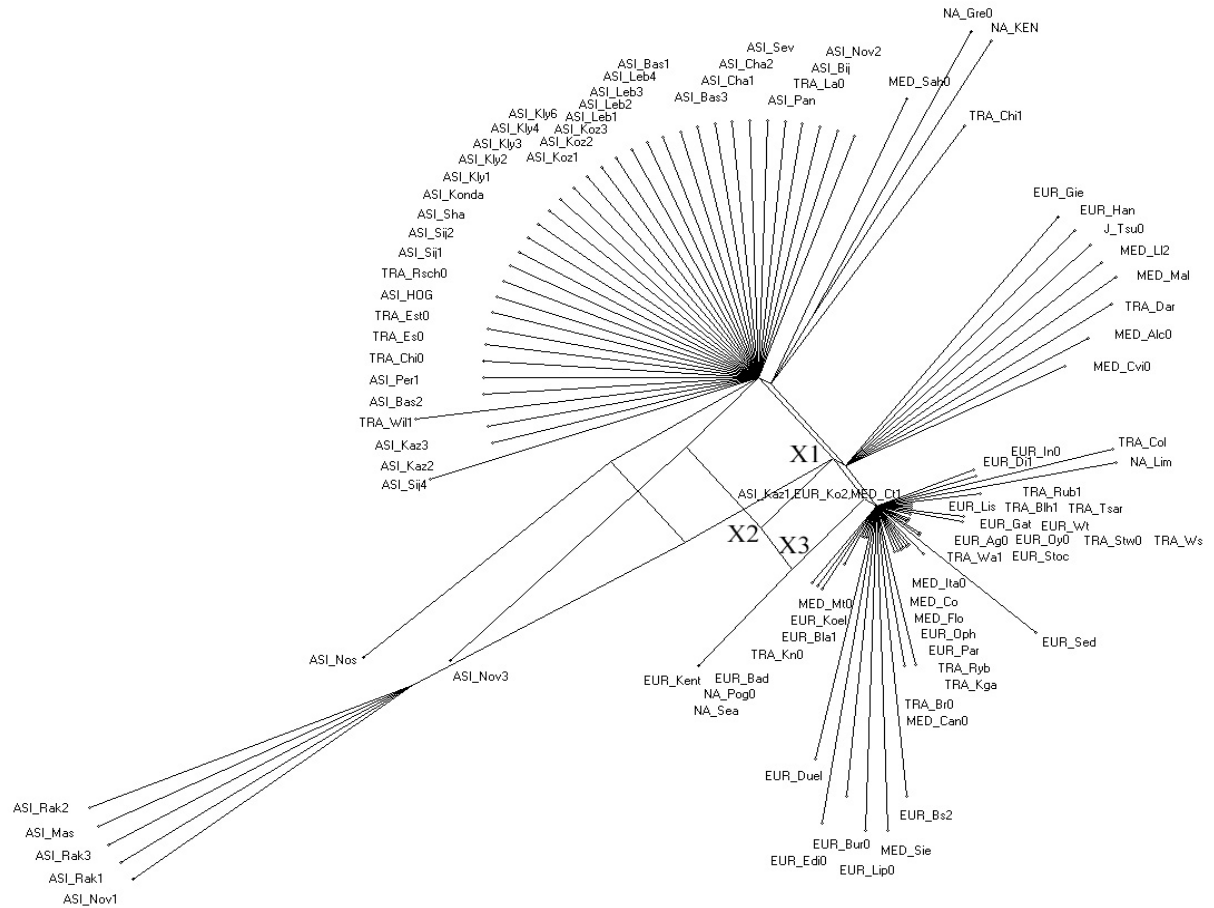 NA_Gre0
NA_KEN
ASI_Sev
ASI_Nov2
ASI_Bas1
ASI_Cha2
ASI_Bij
ASI_Leb4
ASI_Cha1
TRA_La0
MED_Sah0
ASI_Leb3
ASI_Bas3
ASI_Pan
ASI_Leb2
ASI_Kly6
ASI_Leb1
TRA_Chi1
ASI_Kly4
ASI_Koz3
ASI_Kly3
ASI_Koz2
ASI_Kly2
ASI_Koz1
ASI_Kly1
ASI_Konda
EUR_Gie
ASI_Sha
EUR_Han
ASI_Sij2
J_Tsu0
ASI_Sij1
MED_Ll2
TRA_Rsch0
MED_Mal
ASI_HOG
TRA_Dar
TRA_Est0
TRA_Es0
MED_Alc0
TRA_Chi0
MED_Cvi0
ASI_Per1
ASI_Bas2
TRA_Wil1
ASI_Kaz3
TRA_Col
X1
EUR_In0
EUR_Di1
NA_Lim
ASI_Kaz2
ASI_Sij4
ASI_Kaz1,EUR_Ko2,MED_Ct1
TRA_Rub1
EUR_Lis
TRA_Blh1
TRA_Tsar
EUR_Gat
EUR_Wt
X2
X3
EUR_Ag0
EUR_Oy0
TRA_Stw0
TRA_Ws
TRA_Wa1
EUR_Stoc
MED_Ita0
MED_Mt0
MED_Co
EUR_Koel
MED_Flo
EUR_Bla1
EUR_Oph
EUR_Sed
TRA_Kn0
EUR_Par
ASI_Nos
ASI_Nov3
EUR_Kent
EUR_Bad
TRA_Ryb
NA_Pog0
TRA_Kga
NA_Sea
TRA_Br0
MED_Can0
EUR_Duel
ASI_Rak2
EUR_Bs2
ASI_Mas
EUR_Bur0
MED_Sie
ASI_Rak3
EUR_Edi0
EUR_Lip0
ASI_Rak1
ASI_Nov1